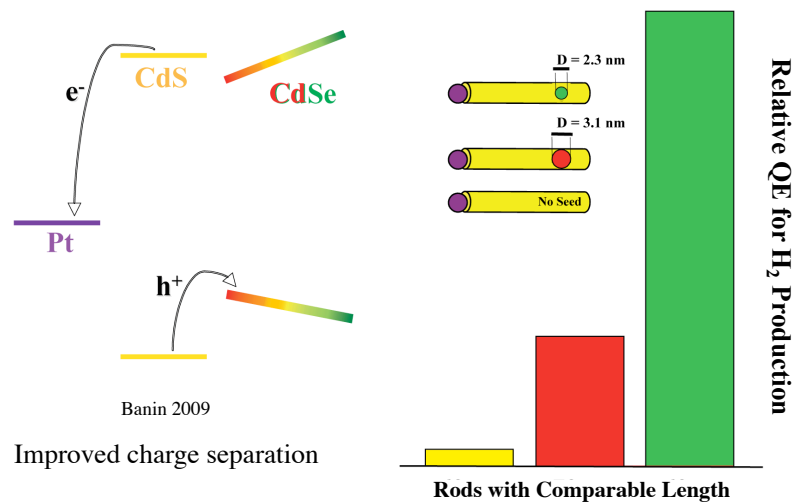 CdS
CdSe
e-
Pt
h+
Banin 2009
Improved charge separation
D = 2.3 nm
D = 3.1 nm
No Seed
Relative QE for H₂ Production
Rods with Comparable Length